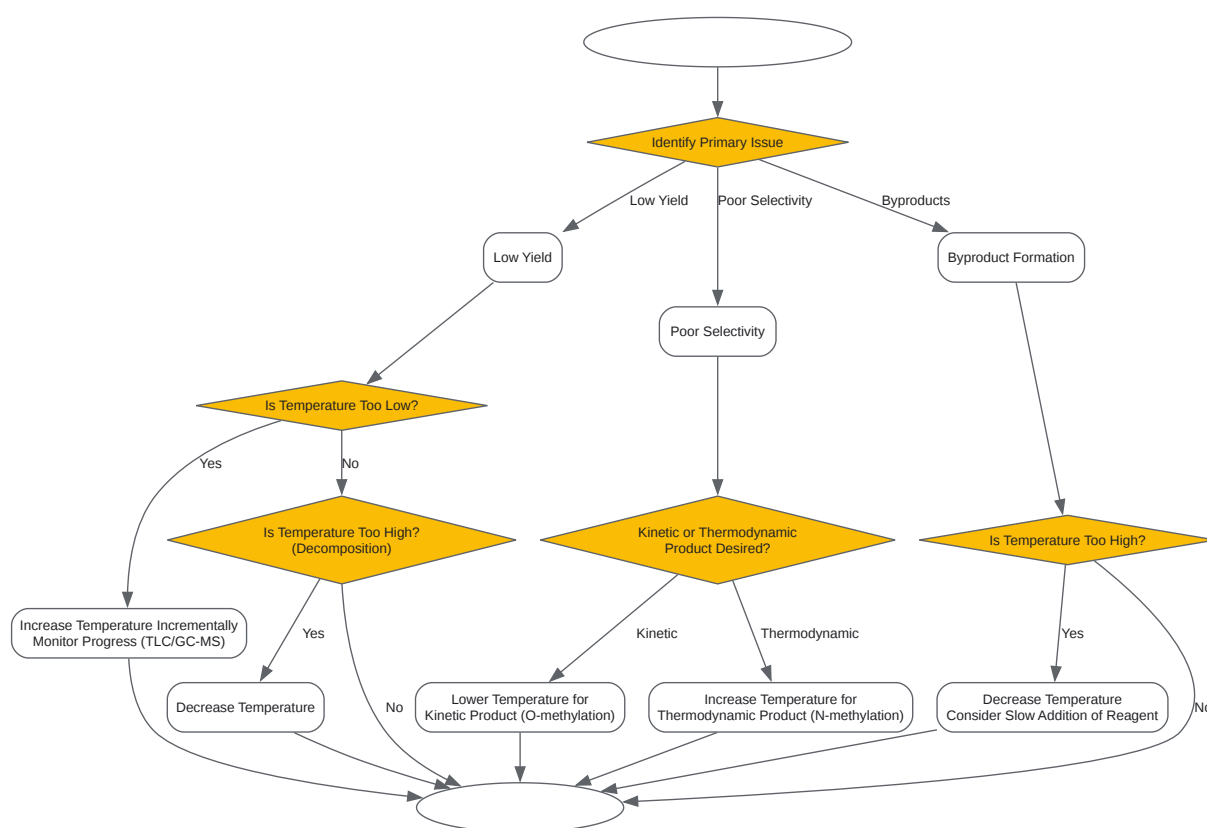 Identify Primary Issue
Low Yield
Poor Selectivity
Byproducts
Low Yield
Byproduct Formation
Poor Selectivity
Is Temperature Too Low?
Yes
No
Is Temperature Too High?
(Decomposition)
Kinetic or Thermodynamic
Product Desired?
Is Temperature Too High?
Increase Temperature Incrementally
Monitor Progress (TLC/GC-MS)
Yes
Kinetic
Thermodynamic
Yes
Decrease Temperature
No
Lower Temperature for
Kinetic Product (O-methylation)
Increase Temperature for
Thermodynamic Product (N-methylation)
Decrease Temperature
Consider Slow Addition of Reagent
No